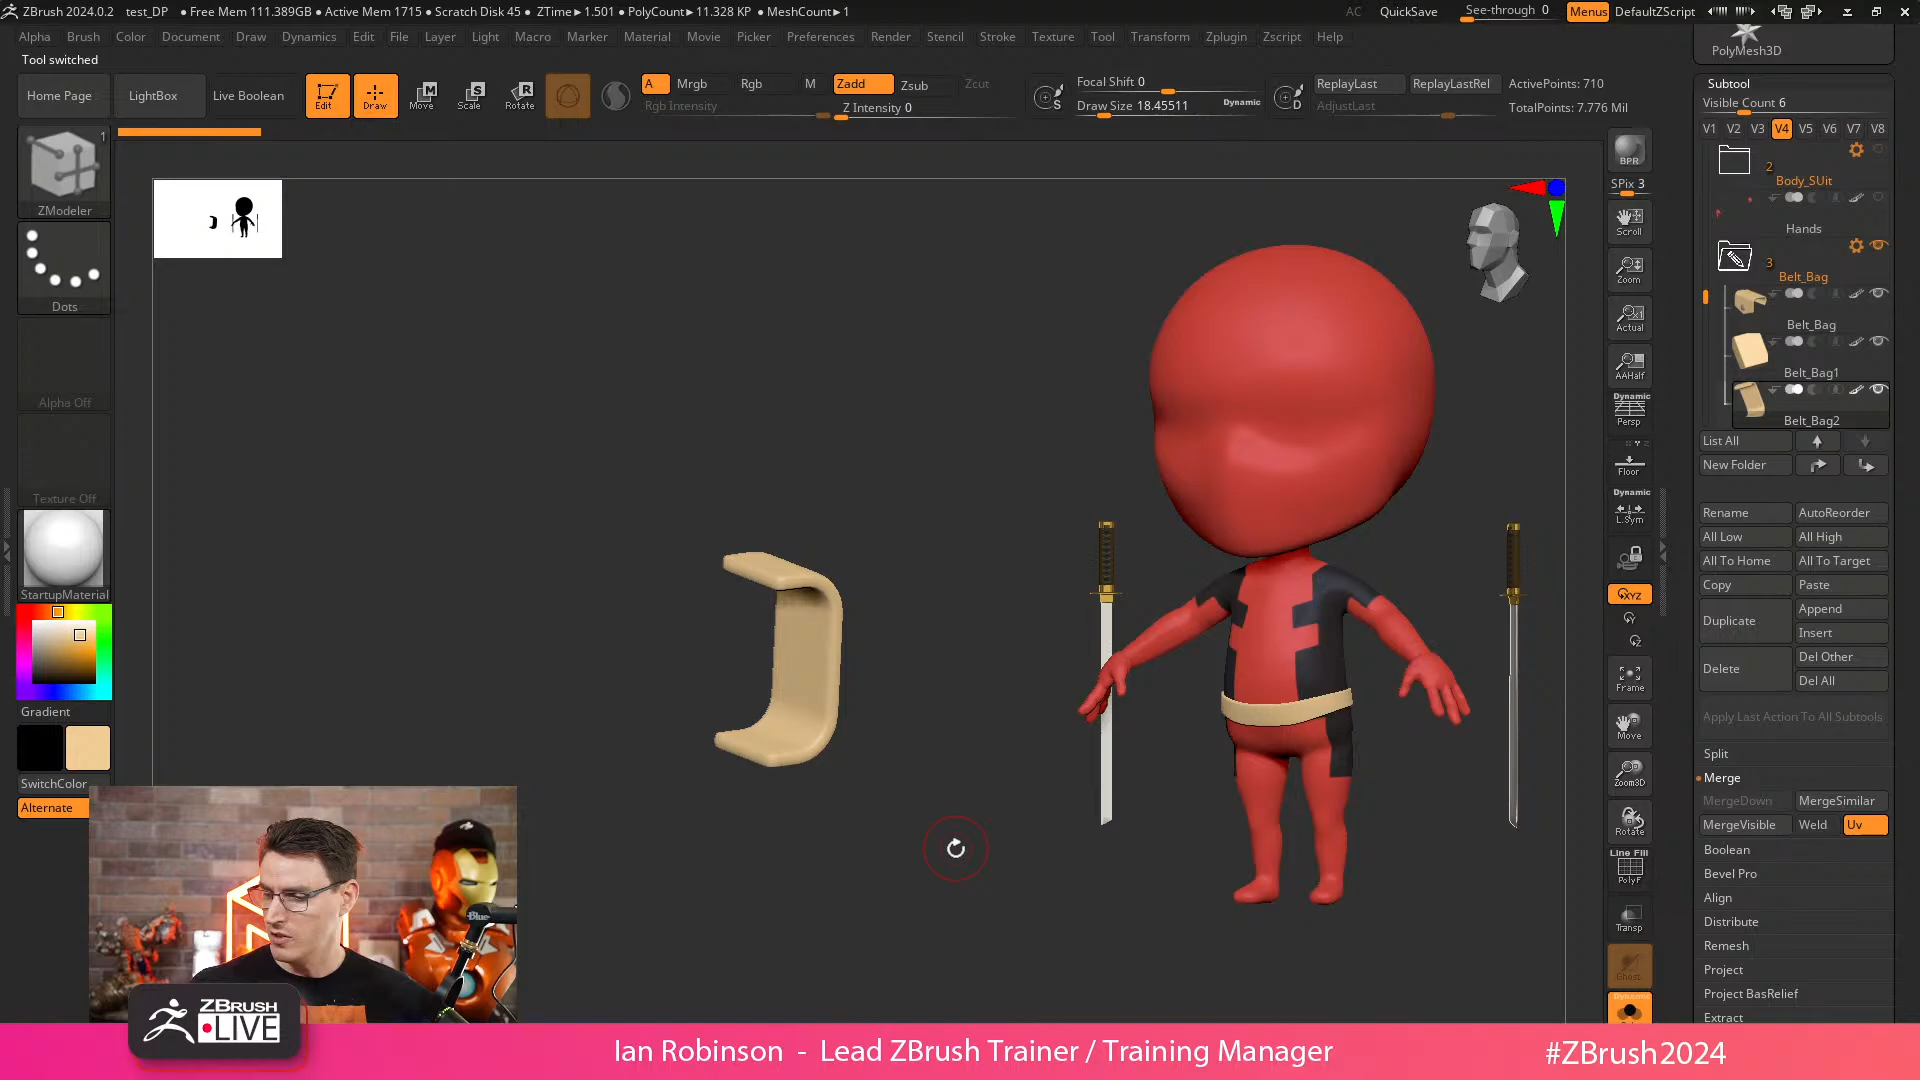 ZBrush 2024.0.2 test_DP • Free Mem 111.389GB • Active Mem 1715 • Scratch Disk 45 • ZTime►1.501 • PolyCount►11.328 KP • MeshCount►1
AC QuickSave See-through 0 Menus DefaultZScript
Alpha Brush Color Document Draw Dynamics Edit File Layer Light Macro Marker Material Movie Picker Preferences Render Stencil Stroke Texture Tool Transform Zplugin Zscript Help
PolyMesh3D
Tool switched
Home Page LightBox Live Boolean Edit Draw Move Scale Rotate
A Mrgb Rgb M Zadd Zsub Zcut
Rgb Intensity Z Intensity 0
Focal Shift 0
Draw Size 18.45511 Dynamic
S
D
M
S
R
ReplayLast ReplayLastRel ActivePoints: 710
AdjustLast TotalPoints: 7.776 Mil
Subtool
Visible Count 6
V1 V2 V3 V4 V5 V6 V7 V8
2
Body_SUit
Hands
3
Belt_Bag
Belt_Bag
Belt_Bag1
Belt_Bag2
List All
New Folder
Rename AutoReorder
All Low All High
All To Home All To Target
Copy Paste
Duplicate Append
Insert
Delete Del Other
Del All
Apply Last Action To All Subtools
Split
Merge
MergeDown MergeSimilar
MergeVisible Weld Uv
Boolean
Bevel Pro
Align
Distribute
Remesh
Project
Project BasRelief
Extract
1
ZModeler
Dots
Alpha Off
Texture Off
StartupMaterial
Gradient
SwitchColor
Alternate
BPR
SPix 3
Scroll
Zoom
Actual
AAHalf
Dynamic
Persp
Floor
Dynamic
L.Sym
XYZ
Frame
Move
Zoom3D
Rotate
Line Fill
PolyF
Transp
Ghost
Dynamic
Blue
ZBRUSH
LIVE
Ian Robinson - Lead ZBrush Trainer / Training Manager
#ZBrush2024